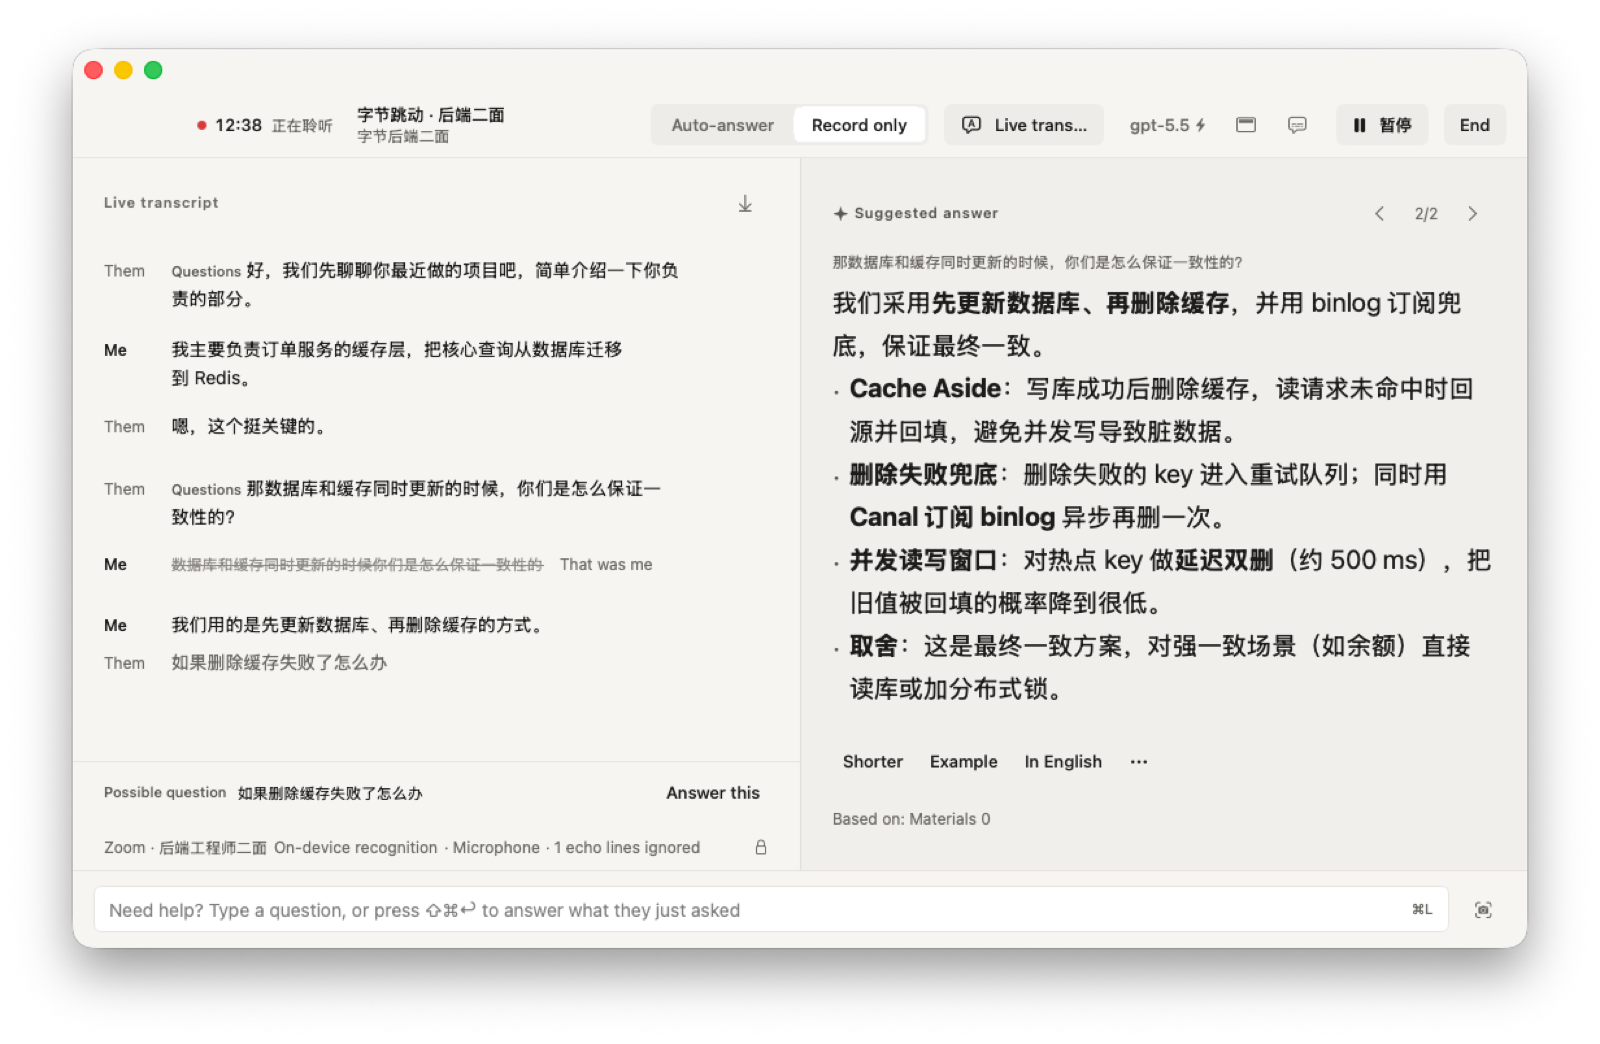 12:38 正在聆听
字节跳动 · 后端二面
字节后端二面
Auto-answer
Record only
Live trans...
gpt-5.5
暂停
End
Live transcript
Them Questions 好，我们先聊聊你最近做的项目吧，简单介绍一下你负
责的部分。
Me 我主要负责订单服务的缓存层，把核心查询从数据库迁移
到 Redis。
Them 嗯，这个挺关键的。
Them Questions 那数据库和缓存同时更新的时候，你们是怎么保证一
致性的?
Me 数据库和缓存同时更新的时候你们是怎么保证一致性的 That was me
Me 我们用的是先更新数据库、再删除缓存的方式。
Them 如果删除缓存失败了怎么办
Possible question 如果删除缓存失败了怎么办 Answer this
Zoom · 后端工程师二面 On-device recognition · Microphone · 1 echo lines ignored
Suggested answer
2/2
那数据库和缓存同时更新的时候，你们是怎么保证一致性的?
我们采用先更新数据库、再删除缓存，并用 binlog 订阅兜
底，保证最终一致。
· Cache Aside：写库成功后删除缓存，读请求未命中时回
源并回填，避免并发写导致脏数据。
· 删除失败兜底：删除失败的 key 进入重试队列；同时用
Canal 订阅 binlog 异步再删一次。
· 并发读写窗口：对热点 key 做延迟双删（约 500 ms），把
旧值被回填的概率降到很低。
· 取舍：这是最终一致方案，对强一致场景（如余额）直接
读库或加分布式锁。
Shorter Example In English ···
Based on: Materials 0
Need help? Type a question, or press ⇧⌘↩ to answer what they just asked ⌘L